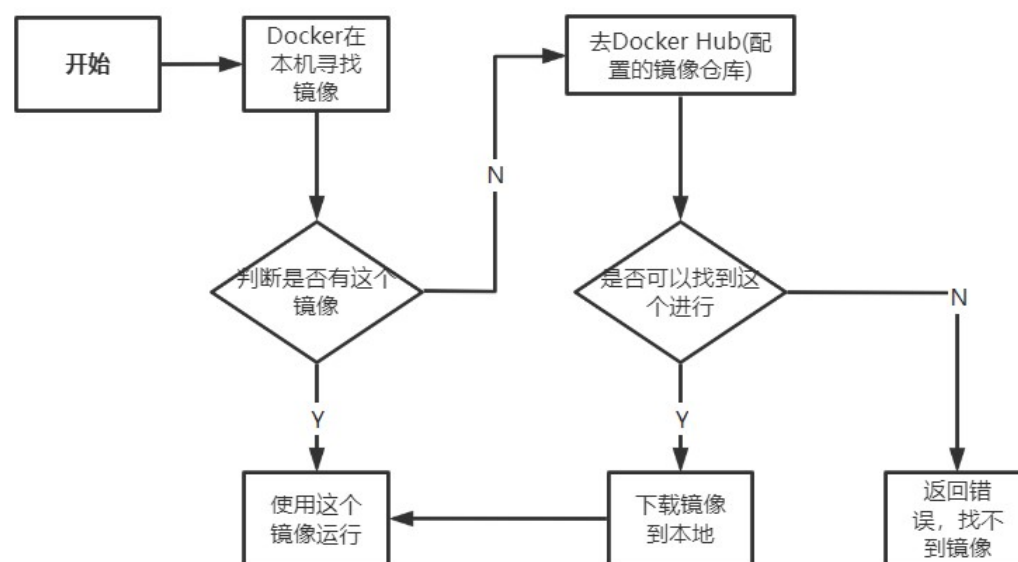 开始
Docker在
本机寻找
镜像
去Docker Hub(配
置的镜像仓库)
N
判断是否有这个
镜像
是否可以找到这
个进行
N
Y
Y
使用这个
镜像运行
下载镜像
到本地
返回错
误，找不
到镜像